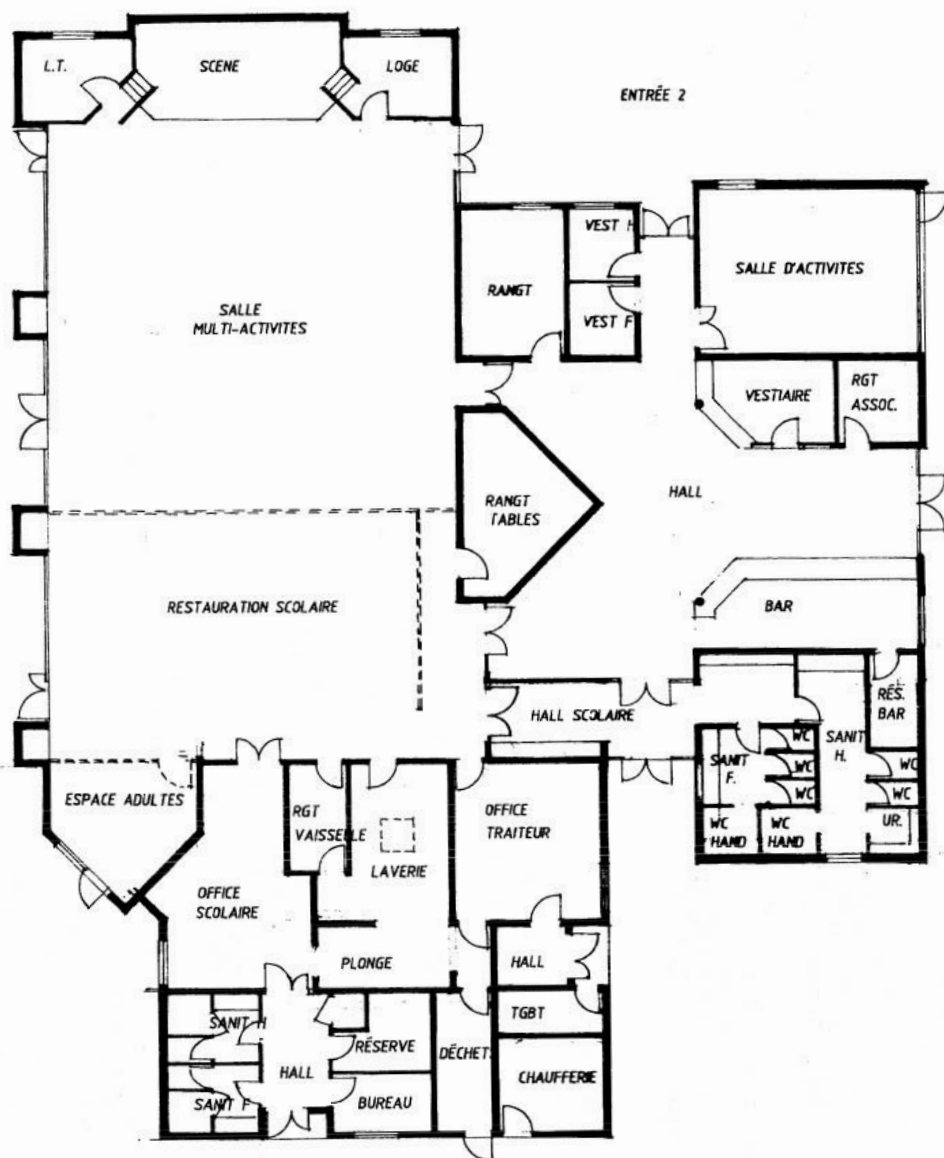 L.T.
SCENE
LOGE
ENTRÉE 2
VEST H
SALLE D'ACTIVITES
RANGT
SALLE
MULTI-ACTIVITES
VEST F
VESTIAIRE
RGT
ASSOC.
HALL
RANGT
TABLES
RESTAURATION SCOLAIRE
BAR
HALL SCOLAIRE
RÉS.
BAR
SANIT
H.
SANIT
F.
WC
WC
WC
WC
WC
WC
HAND
WC
HAND
UR.
ESPACE ADULTES
RGT
VAISSELLE
OFFICE
TRAITEUR
LAVERIE
OFFICE
SCOLAIRE
PLONGE
HALL
TGBT
SANIT H
RÉSERVE
DÉCHETS
HALL
CHAUFFERIE
SANIT F
BUREAU